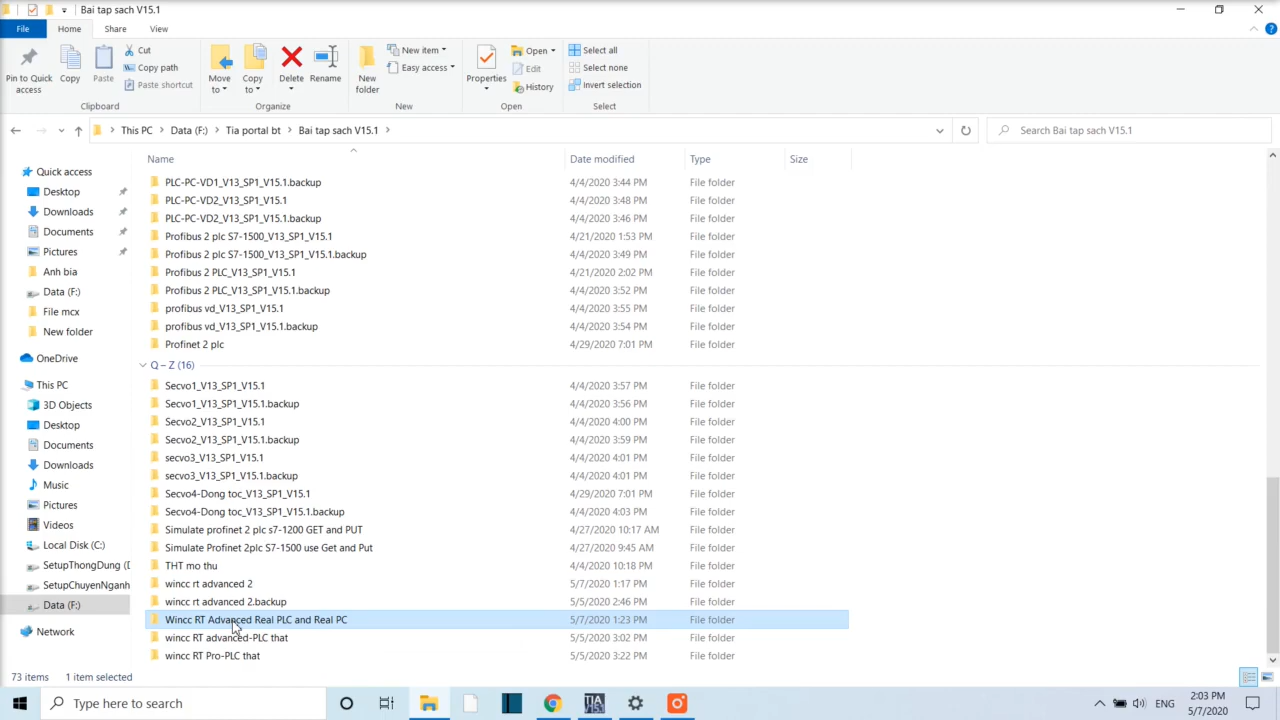 Bai tap sach V15.1
File Home Share View
Pin to Quick access
Copy
Paste
Cut
Copy path
Paste shortcut
Clipboard
Move to
Copy to
Delete
Rename
Organize
New folder
New item
Easy access
New
Properties
Open
Edit
History
Open
Select all
Select none
Invert selection
Select
This PC > Data (F:) > Tia portal bt > Bai tap sach V15.1 >
Search Bai tap sach V15.1
Quick access
Desktop
Downloads
Documents
Pictures
Anh bia
Data (F:)
File mcx
New folder
OneDrive
This PC
3D Objects
Desktop
Documents
Downloads
Music
Pictures
Videos
Local Disk (C:)
SetupThongDung (D
SetupChuyenNganh
Data (F:)
Network
Name Date modified Type Size
PLC-PC-VD1_V13_SP1_V15.1.backup 4/4/2020 3:44 PM File folder
PLC-PC-VD2_V13_SP1_V15.1 4/4/2020 3:48 PM File folder
PLC-PC-VD2_V13_SP1_V15.1.backup 4/4/2020 3:46 PM File folder
Profibus 2 plc S7-1500_V13_SP1_V15.1 4/21/2020 1:53 PM File folder
Profibus 2 plc S7-1500_V13_SP1_V15.1.backup 4/4/2020 3:49 PM File folder
Profibus 2 PLC_V13_SP1_V15.1 4/21/2020 2:02 PM File folder
Profibus 2 PLC_V13_SP1_V15.1.backup 4/4/2020 3:52 PM File folder
profibus vd_V13_SP1_V15.1 4/4/2020 3:55 PM File folder
profibus vd_V13_SP1_V15.1.backup 4/4/2020 3:54 PM File folder
Profinet 2 plc 4/29/2020 7:01 PM File folder
Q – Z (16)
Secvo1_V13_SP1_V15.1 4/4/2020 3:57 PM File folder
Secvo1_V13_SP1_V15.1.backup 4/4/2020 3:56 PM File folder
Secvo2_V13_SP1_V15.1 4/4/2020 4:00 PM File folder
Secvo2_V13_SP1_V15.1.backup 4/4/2020 3:59 PM File folder
secvo3_V13_SP1_V15.1 4/4/2020 4:01 PM File folder
secvo3_V13_SP1_V15.1.backup 4/4/2020 4:01 PM File folder
Secvo4-Dong toc_V13_SP1_V15.1 4/29/2020 7:01 PM File folder
Secvo4-Dong toc_V13_SP1_V15.1.backup 4/4/2020 4:03 PM File folder
Simulate profinet 2 plc s7-1200 GET and PUT 4/27/2020 10:17 AM File folder
Simulate Profinet 2plc S7-1500 use Get and Put 4/27/2020 9:45 AM File folder
THT mo thu 4/4/2020 10:18 PM File folder
wincc rt advanced 2 5/7/2020 1:17 PM File folder
wincc rt advanced 2.backup 5/5/2020 2:46 PM File folder
Wincc RT Advanced Real PLC and Real PC 5/7/2020 1:23 PM File folder
wincc RT advanced-PLC that 5/5/2020 3:02 PM File folder
wincc RT Pro-PLC that 5/5/2020 3:22 PM File folder
73 items 1 item selected
Type here to search
TIA
V15
ENG
2:03 PM
5/7/2020